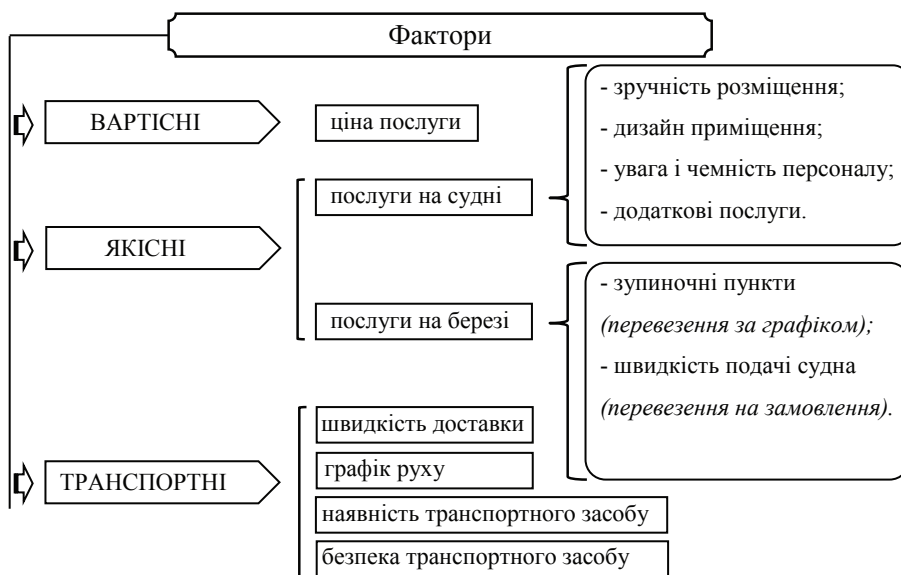 Фактори
ВАРТІСНІ
ціна послуги
ЯКІСНІ
послуги на судні
- зручність розміщення;
- дизайн приміщення;
- увага і чемність персоналу;
- додаткові послуги.
послуги на березі
- зупиночні пункти
(перевезення за графіком);
- швидкість подачі судна
(перевезення на замовлення).
ТРАНСПОРТНІ
швидкість доставки
графік руху
наявність транспортного засобу
безпека транспортного засобу